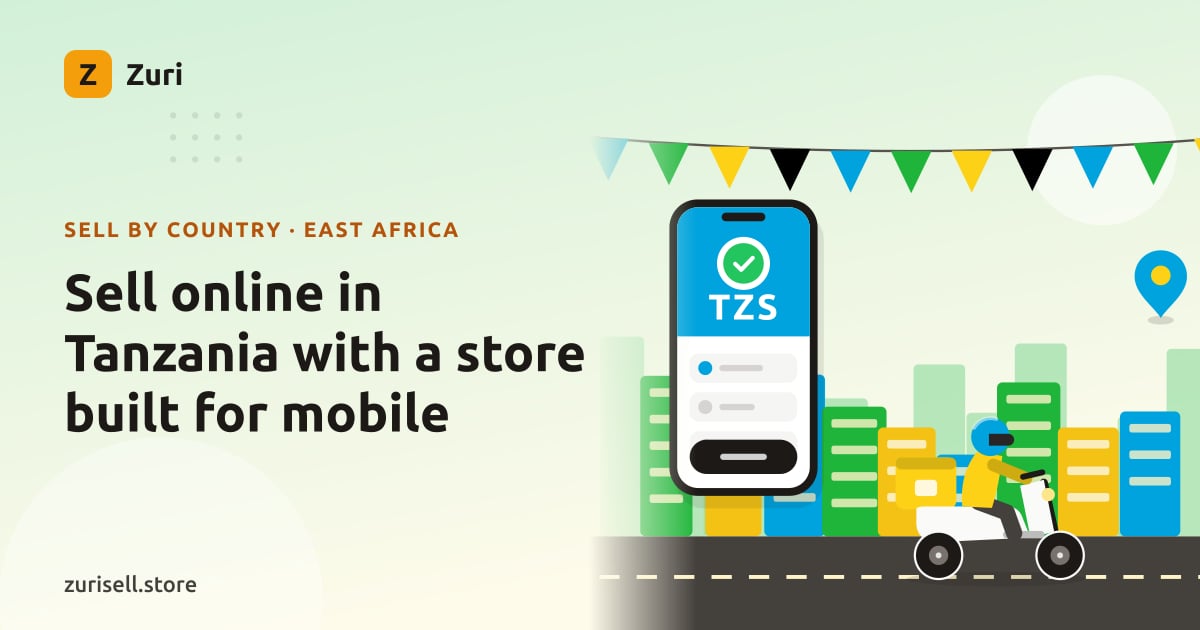 Z Zuri
SELL BY COUNTRY · EAST AFRICA
Sell online in
Tanzania with a store
built for mobile
TZS
zurisell.store